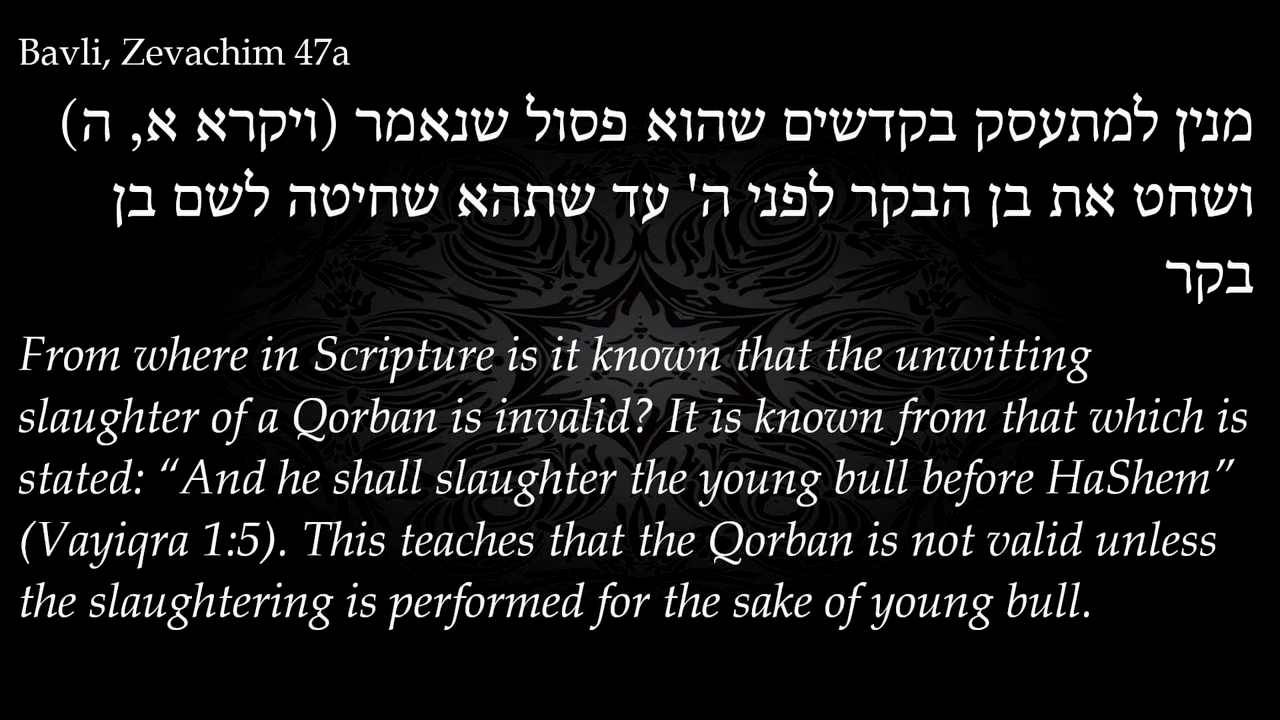 Bavli, Zevachim 47a
מנין למתעסק בקדשים שהוא פסול שנאמר (ויקרא א, ה)
ושחט את בן הבקר לפני ה' עד שתהא שחיטה לשם בן
בקר
From where in Scripture is it known that the unwitting
slaughter of a Qorban is invalid? It is known from that which is
stated: “And he shall slaughter the young bull before HaShem”
(Vayiqra 1:5). This teaches that the Qorban is not valid unless
the slaughtering is performed for the sake of young bull.